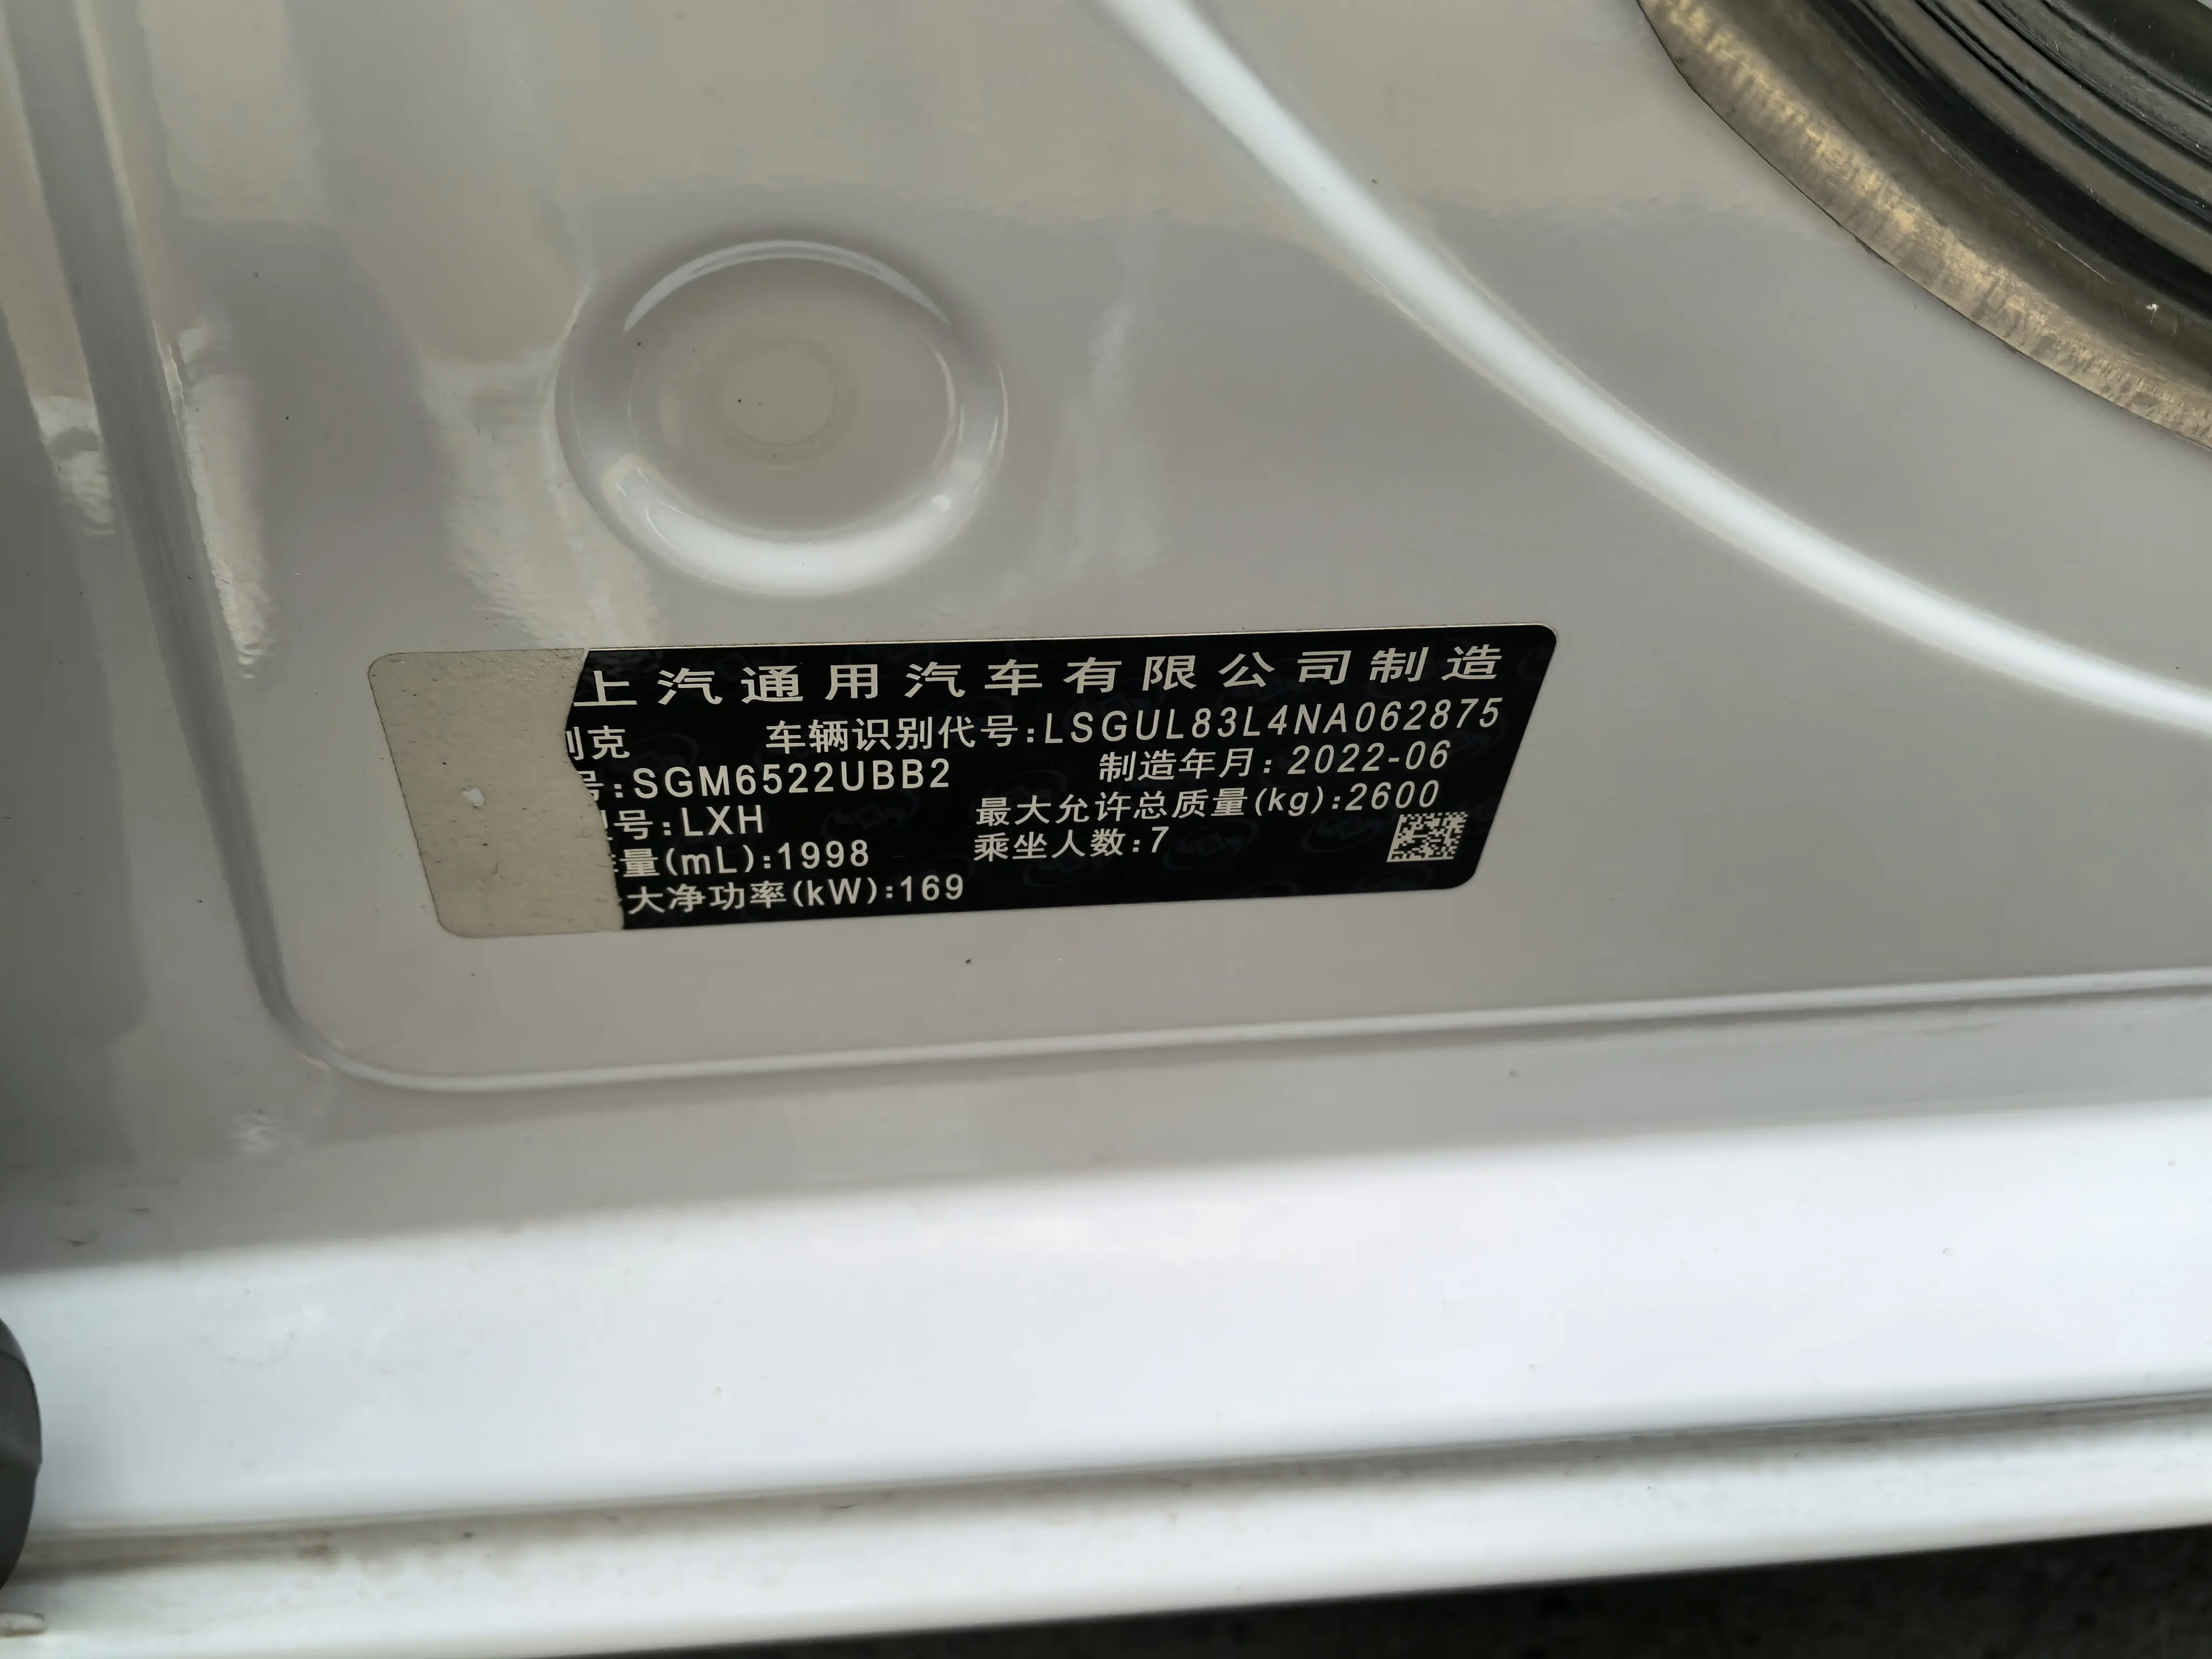 上汽通用汽车有限公司制造
克 车辆识别代号:LSGUL83L4NA062875
号:SGM6522UBB2 制造年月:2022-06
号:LXH 最大允许总质量(kg):2600
量(mL):1998 乘坐人数:7
大净功率(kW):169